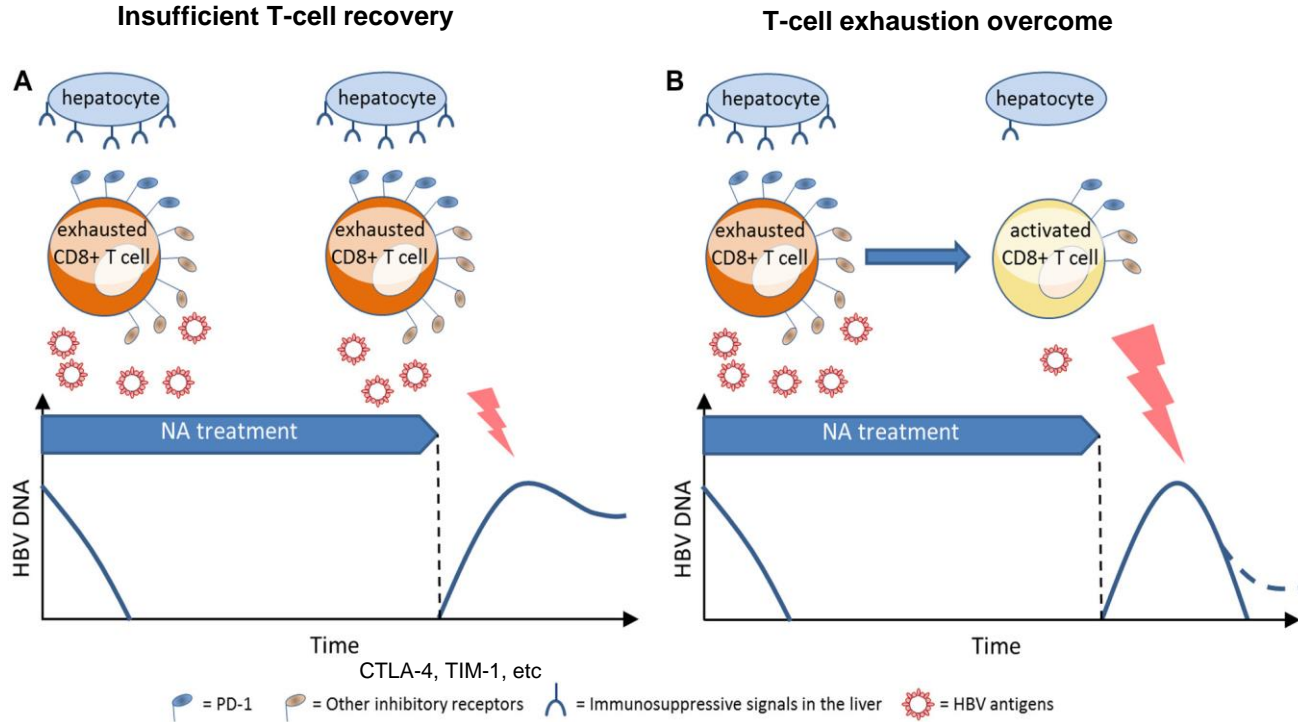 Insufficient T-cell recovery
T-cell exhaustion overcome
A
hepatocyte
hepatocyte
exhausted
CD8+ T cell
exhausted
CD8+ T cell
NA treatment
HBV DNA
Time
B
hepatocyte
hepatocyte
exhausted
CD8+ T cell
activated
CD8+ T cell
NA treatment
HBV DNA
Time
CTLA-4, TIM-1, etc
= PD-1
= Other inhibitory receptors
= Immunosuppressive signals in the liver
= HBV antigens